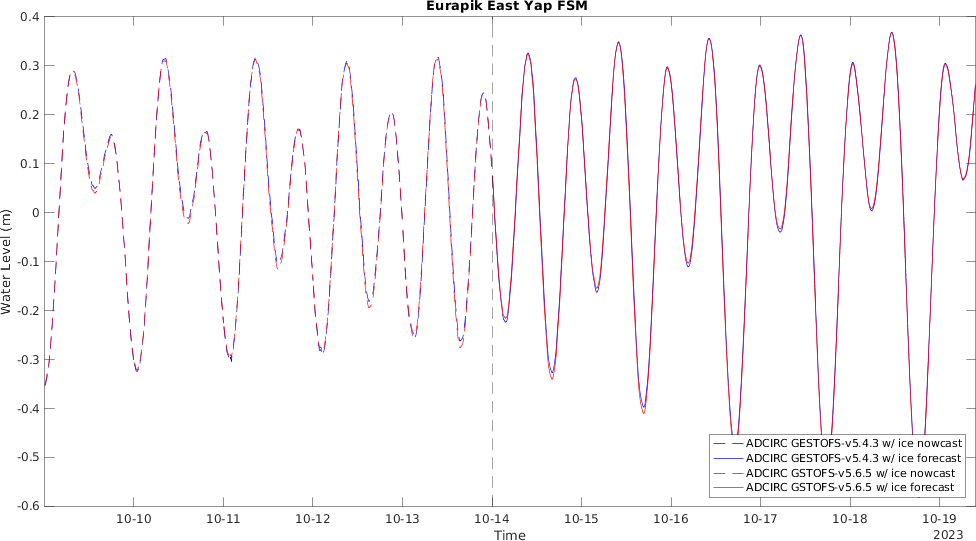 Eurapik East Yap FSM
0.4
0.3
0.2
0.1
0
-0.1
-0.2
-0.3
-0.4
-0.5
-0.6
Water Level (m)
ADCIRC GESTOFS-v5.4.3 w/ ice nowcast
ADCIRC GESTOFS-v5.4.3 w/ ice forecast
ADCIRC GSTOFS-v5.6.5 w/ ice nowcast
ADCIRC GSTOFS-v5.6.5 w/ ice forecast
10-10 10-11 10-12 10-13 10-14 10-15 10-16 10-17 10-18 10-19
Time
2023